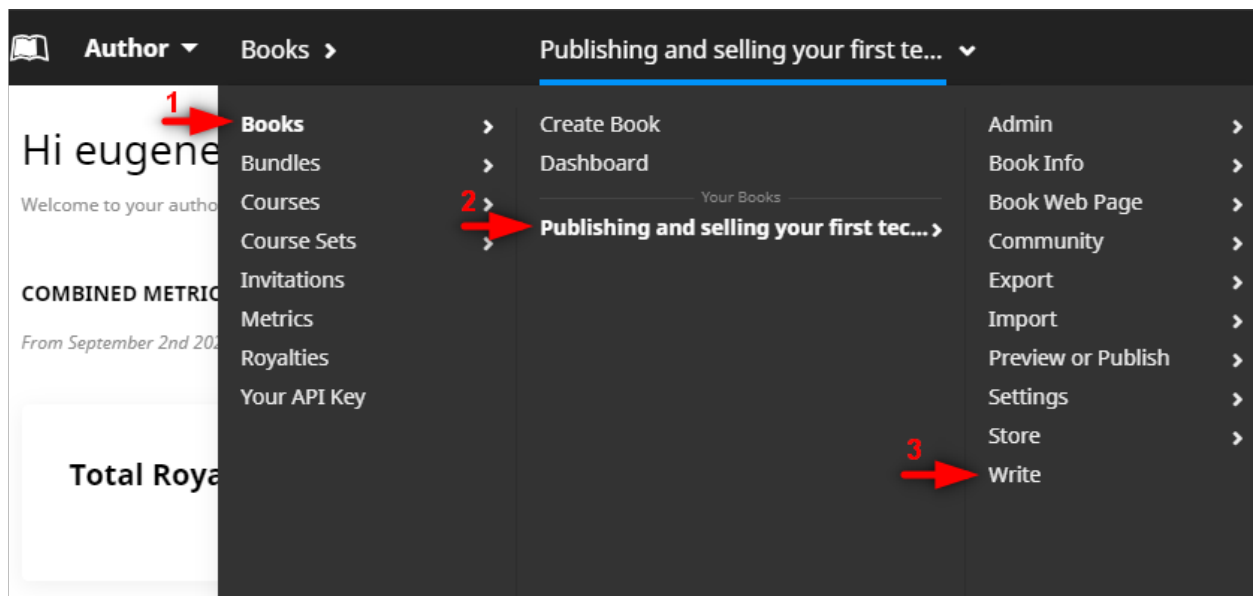 Author Books Publishing and selling your first te...
1
Hi eugene
Welcome to your autho
COMBINED METRIC
From September 2nd 202
Total Roya
Books
Bundles
Courses
Course Sets
Invitations
Metrics
Royalties
Your API Key
Create Book
Dashboard
Your Books
2
Publishing and selling your first tec...
Admin
Book Info
Book Web Page
Community
Export
Import
Preview or Publish
Settings
Store
3
Write